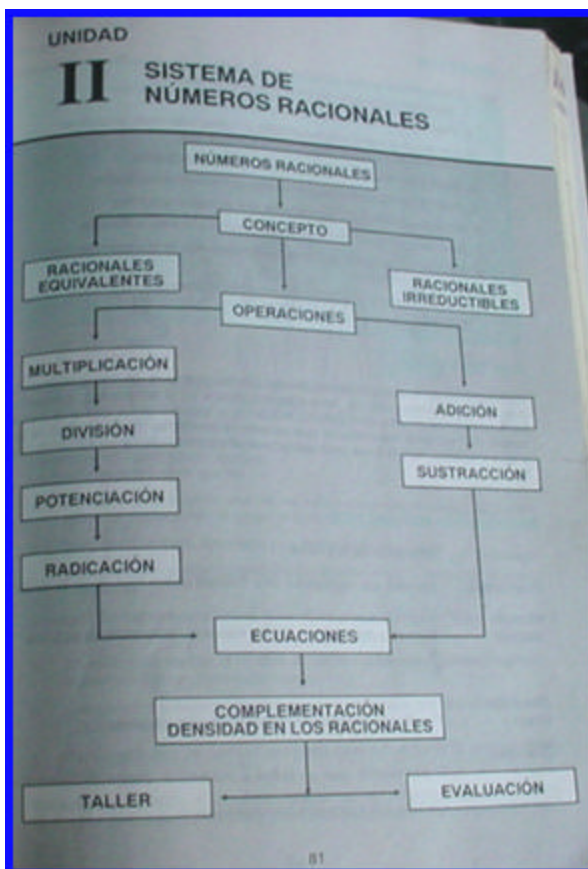 UNIDAD
II
SISTEMA DE
NÚMEROS RACIONALES
NÚMEROS RACIONALES
CONCEPTO
RACIONALES
EQUIVALENTES
RACIONALES
IRREDUCTIBLES
OPERACIONES
MULTIPLICACIÓN
ADICIÓN
DIVISIÓN
SUSTRACCIÓN
POTENCIACIÓN
RADICACIÓN
ECUACIONES
COMPLEMENTACIÓN
DENSIDAD EN LOS RACIONALES
TALLER
EVALUACIÓN
81